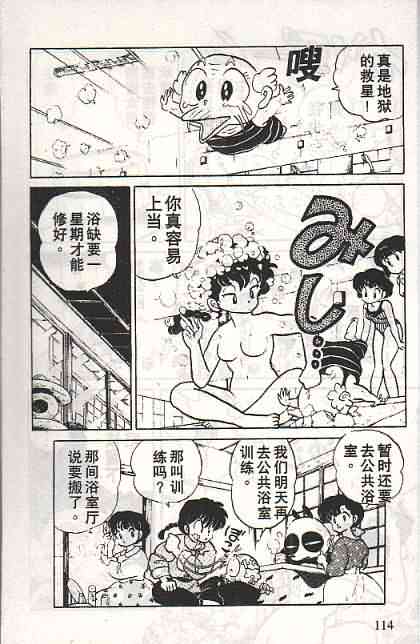 真是地狱
的救星！
嗖
你真容易
上当。
みし…
浴缺要一
星期才能
修好。
暂时还要
去公共浴
室。
我们明天再
去公共浴室
训练。
那叫训
练吗？
那间浴室厅
说要搬了。
114